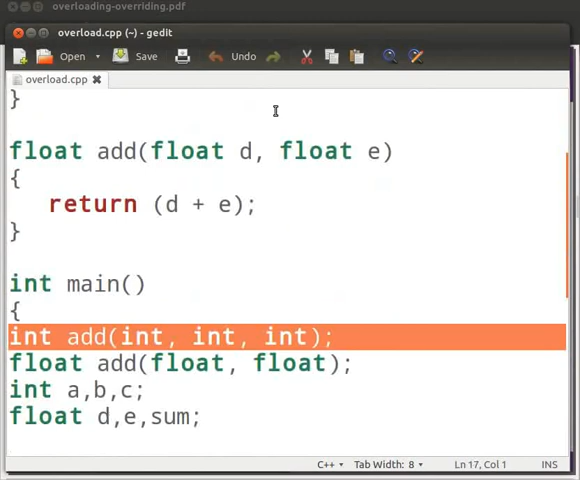 overloading-overriding.pdf
overload.cpp (~) - gedit
Open Save Undo
overload.cpp
}
float add(float d, float e)
{
return (d + e);
}
int main()
{
int add(int, int, int);
float add(float, float);
int a,b,c;
float d,e,sum;
C++ Tab Width: 8 Ln 17, Col 1 INS